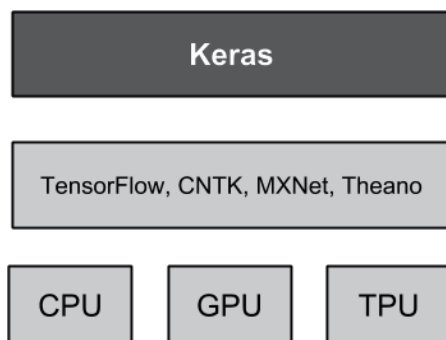 Keras
TensorFlow, CNTK, MXNet, Theano
CPU GPU TPU